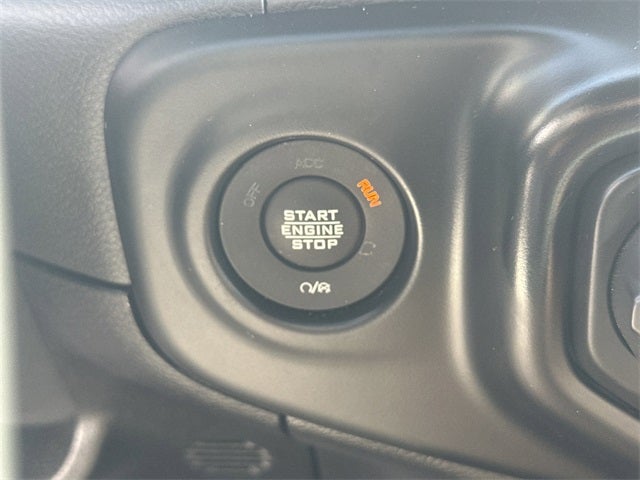 ACC
OFF
RUN
START
ENGINE
STOP